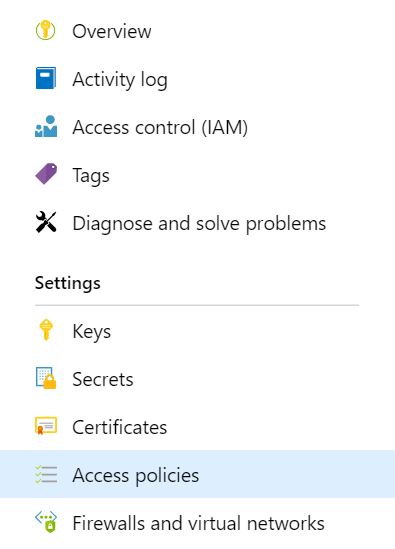 Overview
Activity log
Access control (IAM)
Tags
Diagnose and solve problems
Settings
Keys
Secrets
Certificates
Access policies
Firewalls and virtual networks